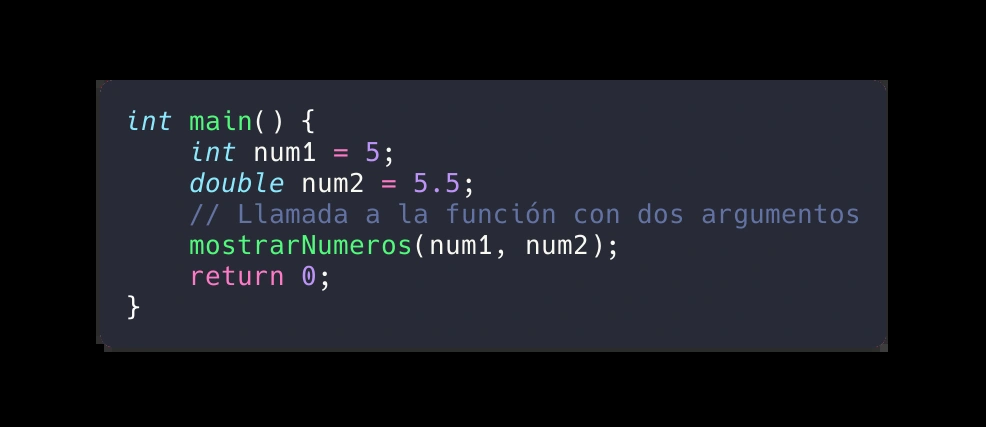 int main() {
    int num1 = 5;
    double num2 = 5.5;
    // Llamada a la función con dos argumentos
    mostrarNumeros(num1, num2);
    return 0;
}